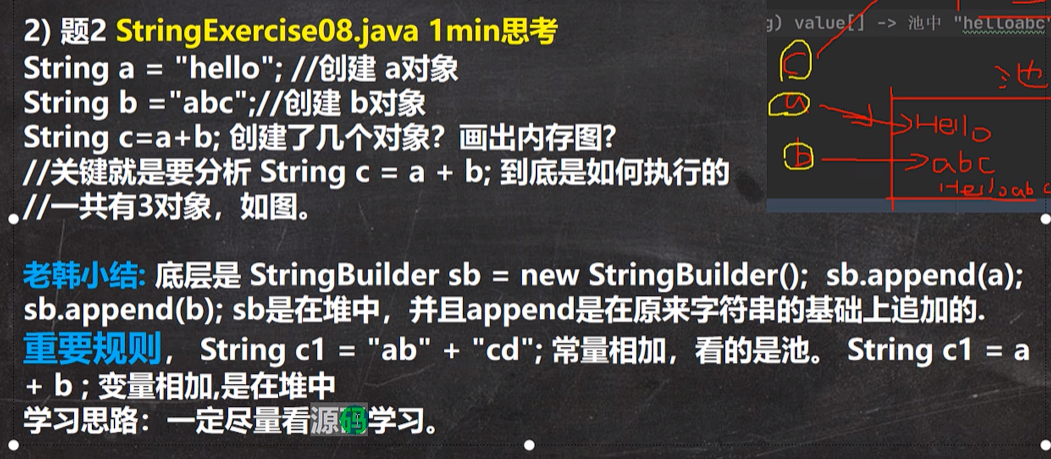 2) 题2 StringExercise08.java 1min思考
String a = "hello"; //创建 a对象
String b ="abc";//创建 b对象
String c=a+b; 创建了几个对象？画出内存图?
//关键就是要分析 String c = a + b; 到底是如何执行的
//一共有3对象，如图。
g) value[] -> 池中 "helloabc"
c
池
a
Hello
b
abc
Helloabc
老韩小结: 底层是 StringBuilder sb = new StringBuilder(); sb.append(a);
sb.append(b); sb是在堆中，并且append是在原来字符串的基础上追加的.
重要规则， String c1 = "ab" + "cd"; 常量相加，看的是池。 String c1 = a
+ b ; 变量相加,是在堆中
学习思路：一定尽量看源码学习。